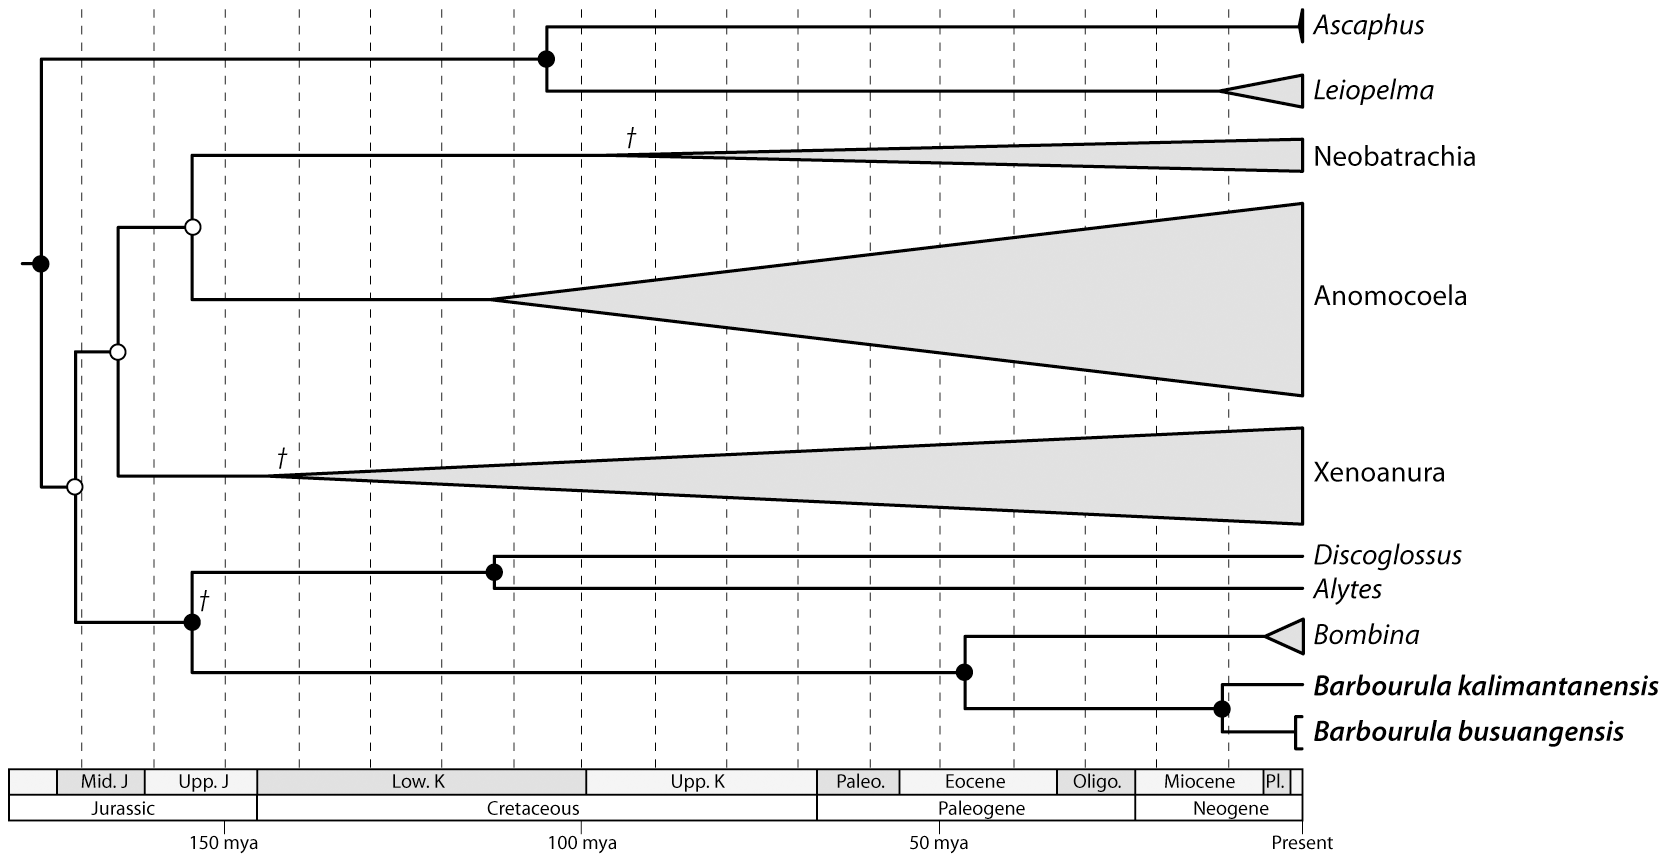 Ascaphus
Leiopelma
†
Neobatrachia
Anomocoela
†
Xenoanura
Discoglossus
Alytes
†
Bombina
Barbourula kalimantanensis
Barbourula busuangensis
Mid. J Upp. J Low. K Upp. K Paleo. Eocene Oligo. Miocene Pl.
Jurassic Cretaceous Paleogene Neogene
150 mya 100 mya 50 mya Present